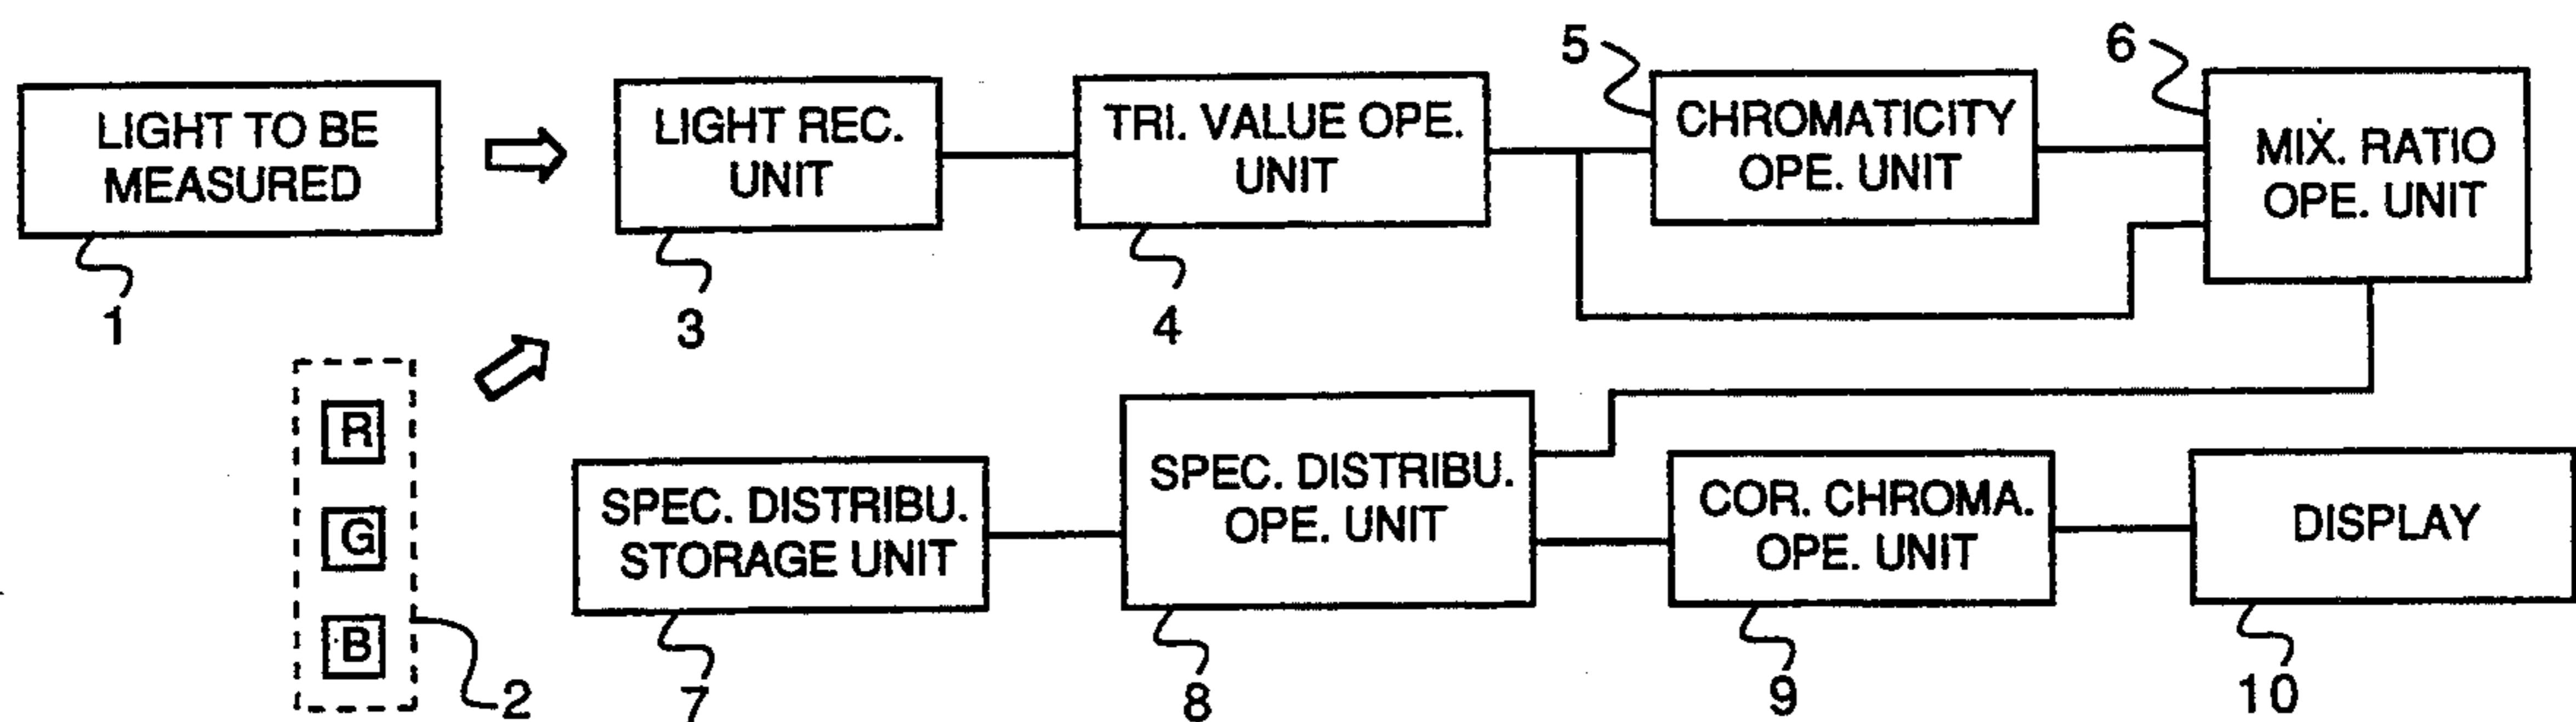 5
6
LIGHT TO BE
MEASURED
LIGHT REC.
UNIT
TRI. VALUE OPE.
UNIT
CHROMATICITY
OPE. UNIT
MIX. RATIO
OPE. UNIT
1
3
4
R
G
B
2
SPEC. DISTRIBU.
STORAGE UNIT
SPEC. DISTRIBU.
OPE. UNIT
COR. CHROMA.
OPE. UNIT
DISPLAY
7
8
9
10